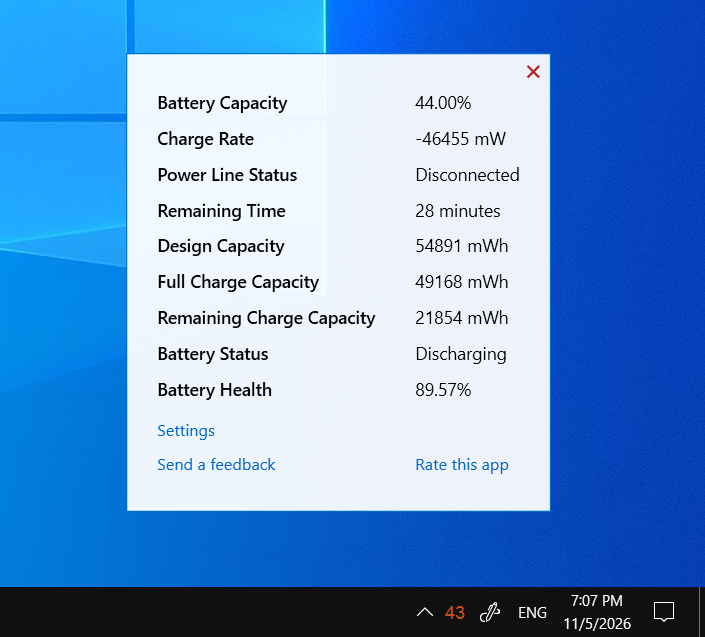 Battery Capacity 44.00%
Charge Rate -46455 mW
Power Line Status Disconnected
Remaining Time 28 minutes
Design Capacity 54891 mWh
Full Charge Capacity 49168 mWh
Remaining Charge Capacity 21854 mWh
Battery Status Discharging
Battery Health 89.57%
Settings
Send a feedback Rate this app
43 ENG 7:07 PM
11/5/2026